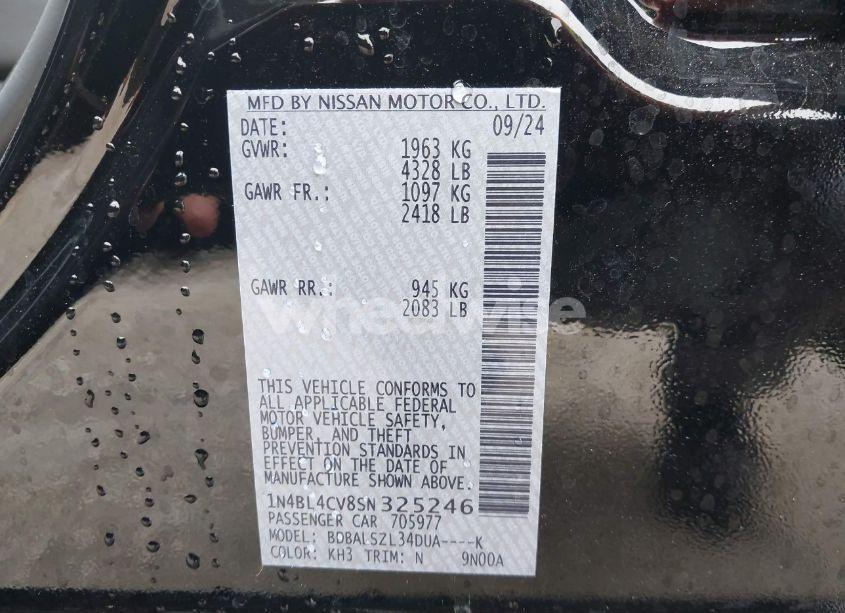 MFD BY NISSAN MOTOR CO., LTD.
DATE: 09/24
GVWR: 1963 KG
4328 LB
GAWR FR.: 1097 KG
2418 LB
GAWR RR.: 945 KG
2083 LB
wheelwise
THIS VEHICLE CONFORMS TO
ALL APPLICABLE FEDERAL
MOTOR VEHICLE SAFETY,
BUMPER, AND THEFT
PREVENTION STANDARDS IN
EFFECT ON THE DATE OF
MANUFACTURE SHOWN ABOVE.
1N4BL4CV8SN325246
PASSENGER CAR 705977
MODEL: BDBALSZL34DUA----K
COLOR: KH3 TRIM: N 9N00A